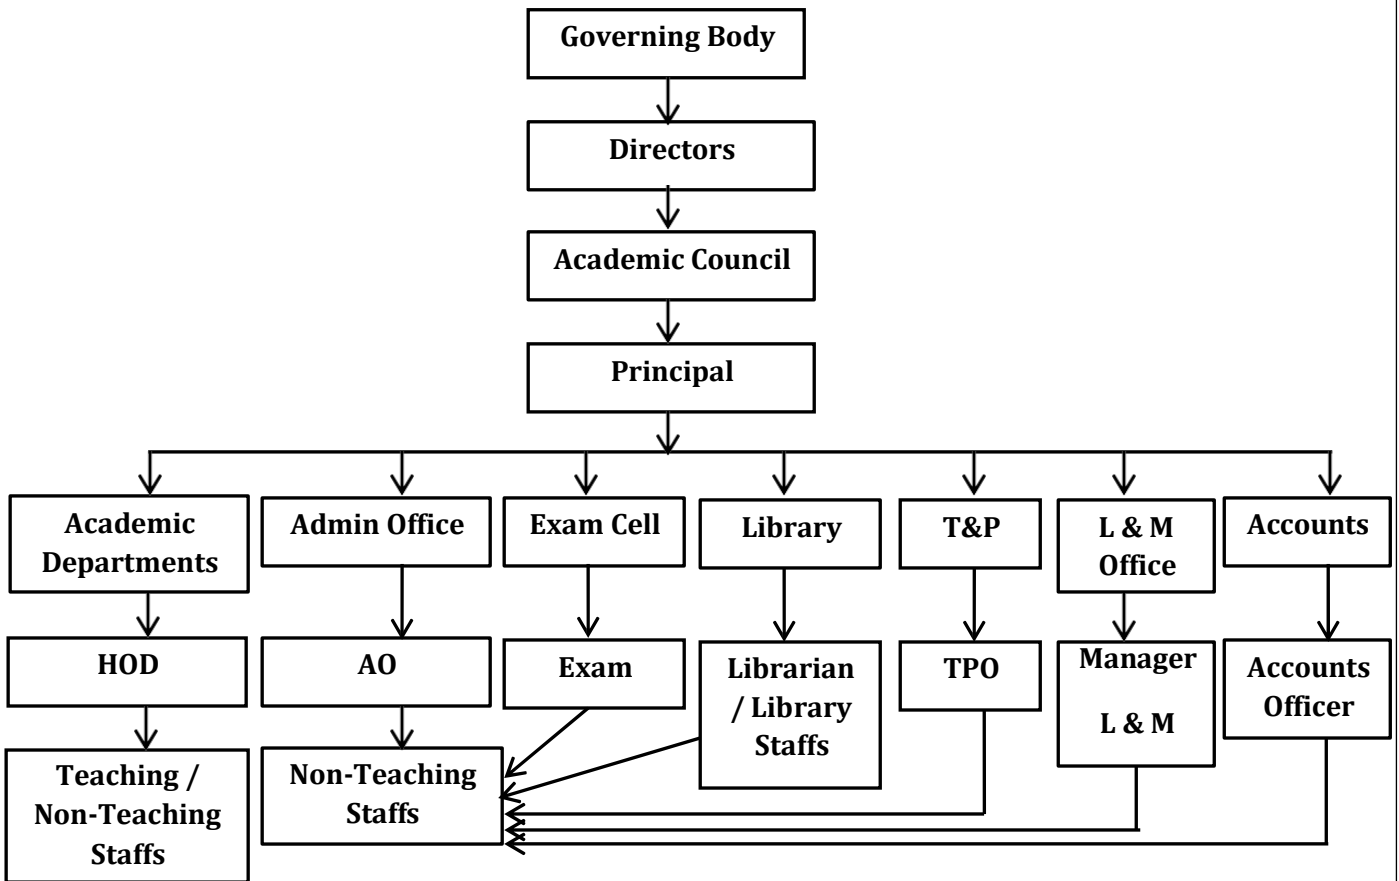 Governing Body
Directors
Academic Council
Principal
Academic
Departments
Admin Office
Exam Cell
Library
T&P
L & M
Office
Accounts
HOD
AO
Exam
Librarian
/ Library
Staffs
TPO
Manager
L & M
Accounts
Officer
Teaching /
Non-Teaching
Staffs
Non-Teaching
Staffs